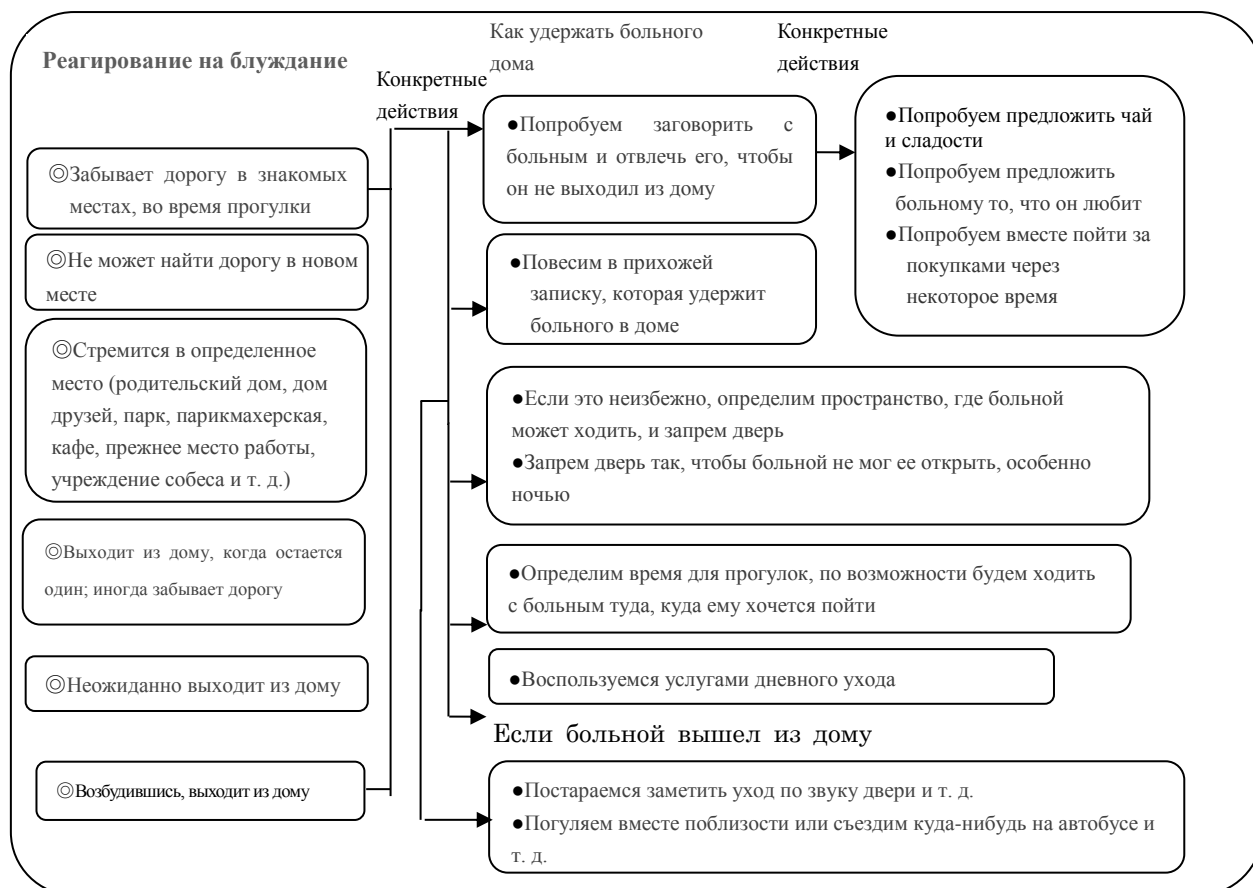 Реагирование на блуждание
Конкретные
действия
Как удержать больного
дома
Конкретные
действия
◎Забывает дорогу в знакомых
местах, во время прогулки
◎Не может найти дорогу в новом
месте
◎Стремится в определенное
место (родительский дом, дом
друзей, парк, парикмахерская,
кафе, прежнее место работы,
учреждение собеса и т. д.)
◎Выходит из дому, когда остается
один; иногда забывает дорогу
◎Неожиданно выходит из дому
◎Возбудившись, выходит из дому
●Попробуем заговорить с
больным и отвлечь его, чтобы
он не выходил из дому
●Повесим в прихожей
записку, которая удержит
больного в доме
●Если это неизбежно, определим пространство, где больной
может ходить, и запрем дверь
●Запрем дверь так, чтобы больной не мог ее открыть, особенно
ночью
●Определим время для прогулок, по возможности будем ходить
с больным туда, куда ему хочется пойти
●Воспользуемся услугами дневного ухода
Если больной вышел из дому
●Постараемся заметить уход по звуку двери и т. д.
●Погуляем вместе поблизости или съездим куда-нибудь на автобусе и
т. д.
●Попробуем предложить чай
и сладости
●Попробуем предложить
больному то, что он любит
●Попробуем вместе пойти за
покупками через
некоторое время